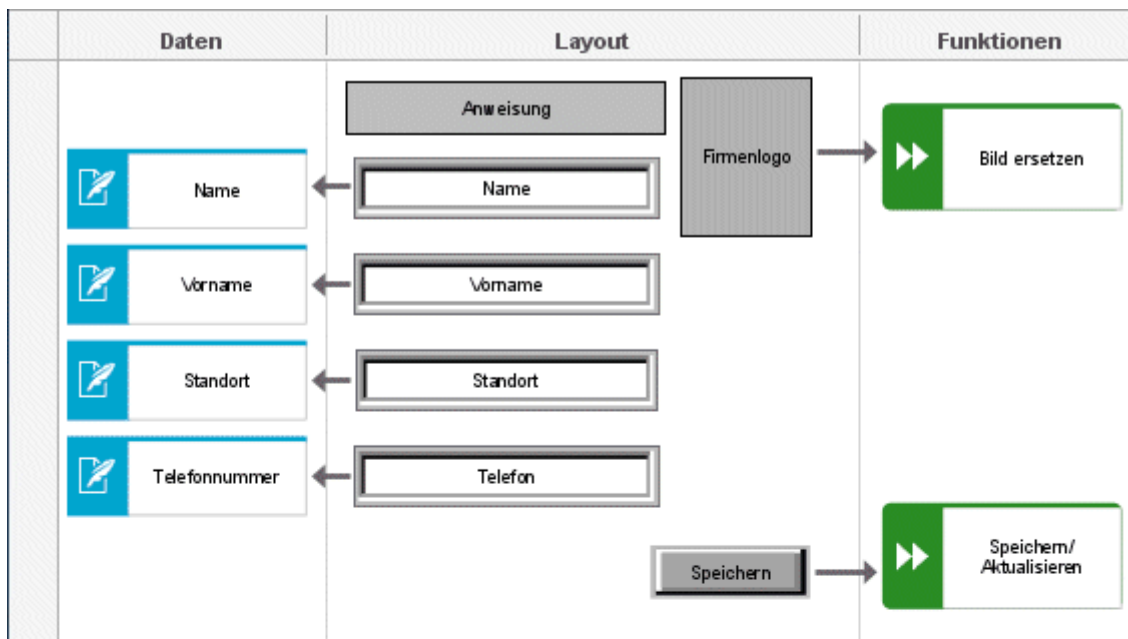 Daten
Layout
Funktionen
Anweisung
Firmenlogo
Bild ersetzen
Name
Name
Vorname
Vorname
Standort
Standort
Telefonnummer
Telefon
Speichern
Speichern/
Aktualisieren